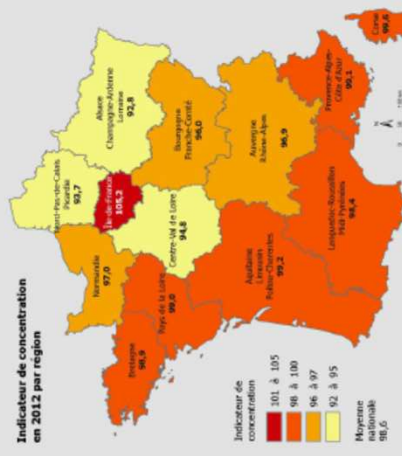 Indicateur de concentration
en 2012 par région
Nord-Pas-de-Calais
Picardie
93,7
Normandie
97,0
Île-de-France
105,2
Alsace
Champagne-Ardenne
Lorraine
92,8
Bretagne
98,9
Pays de la Loire
99,0
Centre-Val de Loire
94,8
Bourgogne
Franche-Comté
96,0
Aquitaine
Limousin
Poitou-Charentes
99,2
Auvergne
Rhône-Alpes
96,9
Languedoc-Roussillon
Midi-Pyrénées
98,4
Provence-Alpes-
Côte d'Azur
99,1
Corse
99,6
Indicateur de
concentration
101 à 105
98 à 100
96 à 97
92 à 95
Moyenne
nationale
98,6